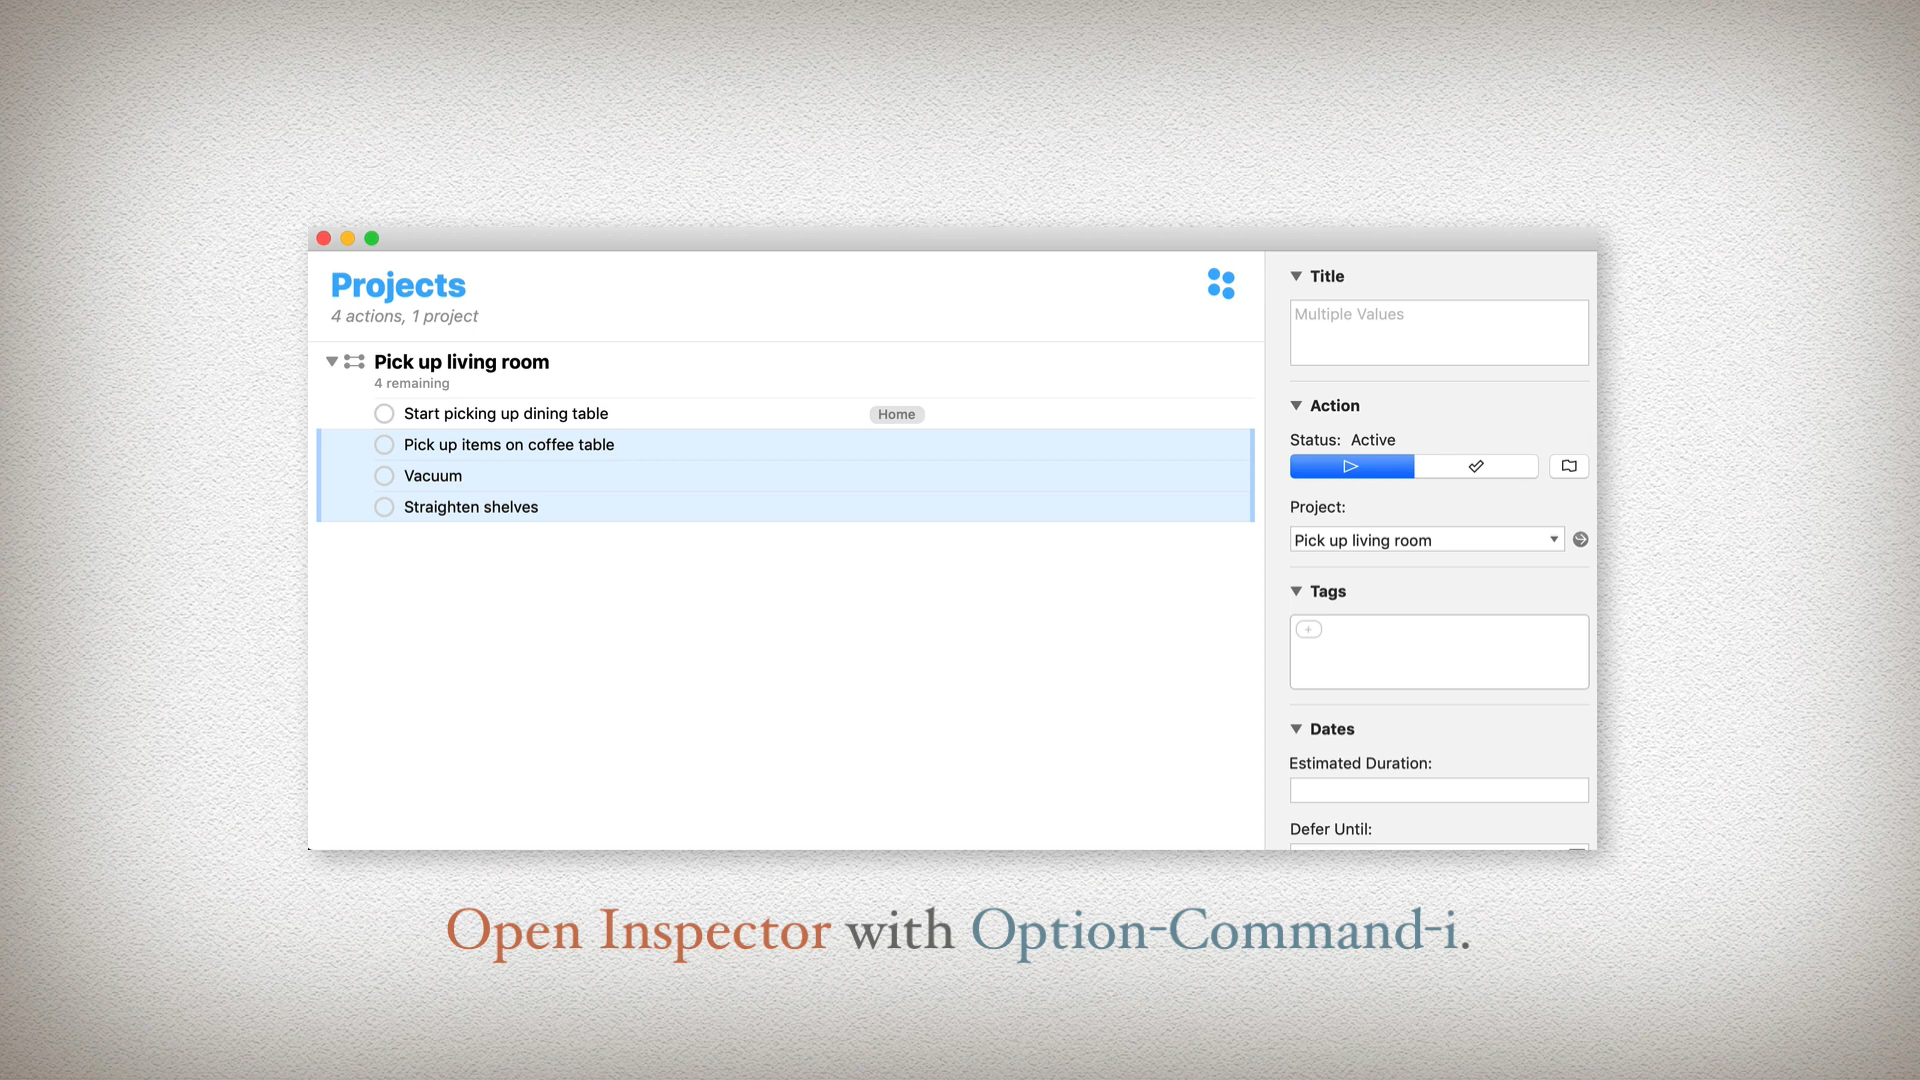 Projects
4 actions, 1 project
Pick up living room
4 remaining
Start picking up dining table
Home
Pick up items on coffee table
Vacuum
Straighten shelves
Title
Multiple Values
Action
Status: Active
Project:
Pick up living room
Tags
Dates
Estimated Duration:
Defer Until:
Open Inspector with Option-Command-i.